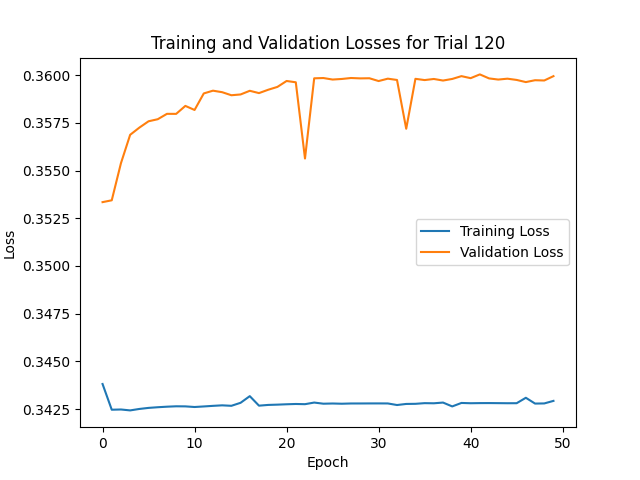 Training and Validation Losses for Trial 120
0.3600
0.3575
0.3550
0.3525
0.3500
0.3475
0.3450
0.3425
Loss
Training Loss
Validation Loss
0 10 20 30 40 50
Epoch